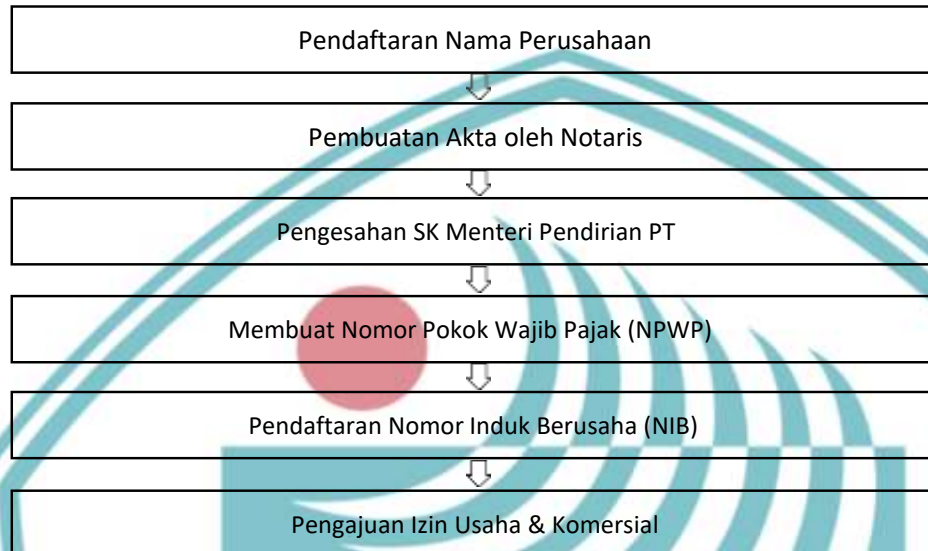 Pendaftaran Nama Perusahaan
Pembuatan Akta oleh Notaris
Pengesahan SK Menteri Pendirian PT
Membuat Nomor Pokok Wajib Pajak (NPWP)
Pendaftaran Nomor Induk Berusaha (NIB)
Pengajuan Izin Usaha & Komersial